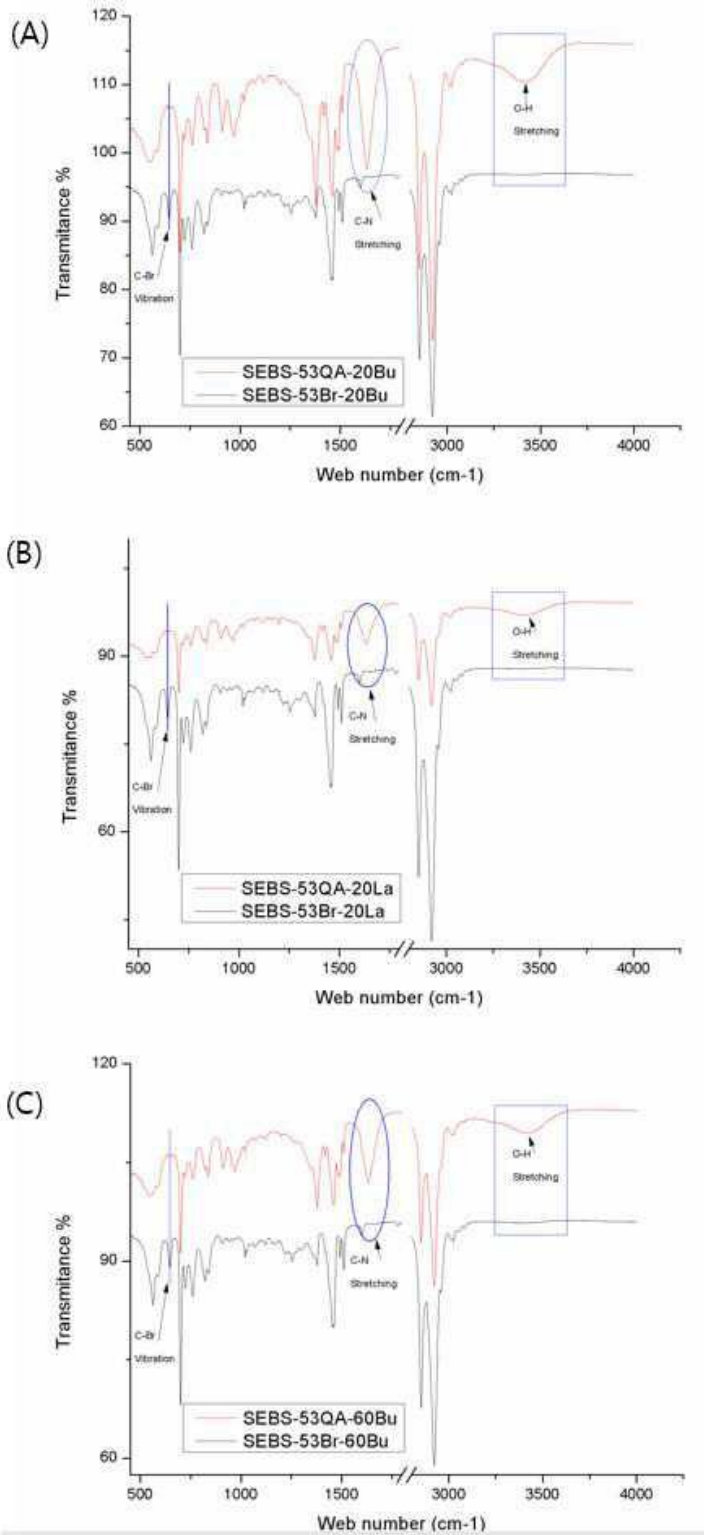 (A)
120
110
100
90
80
70
60
Transmitance %
O-H
Stretching
C-N
Stretching
C-Br
Vibration
SEBS-53QA-20Bu
SEBS-53Br-20Bu
500 1000 1500 3000 3500 4000
Web number (cm-1)
(B)
90
60
Transmitance %
O-H
Stretching
C-N
Stretching
C-Br
Vibration
SEBS-53QA-20La
SEBS-53Br-20La
500 1000 1500 3000 3500 4000
Web number (cm-1)
(C)
120
90
60
Transmitance %
O-H
Stretching
C-N
Stretching
C-Br
Vibration
SEBS-53QA-60Bu
SEBS-53Br-60Bu
500 1000 1500 3000 3500 4000
Web number (cm-1)